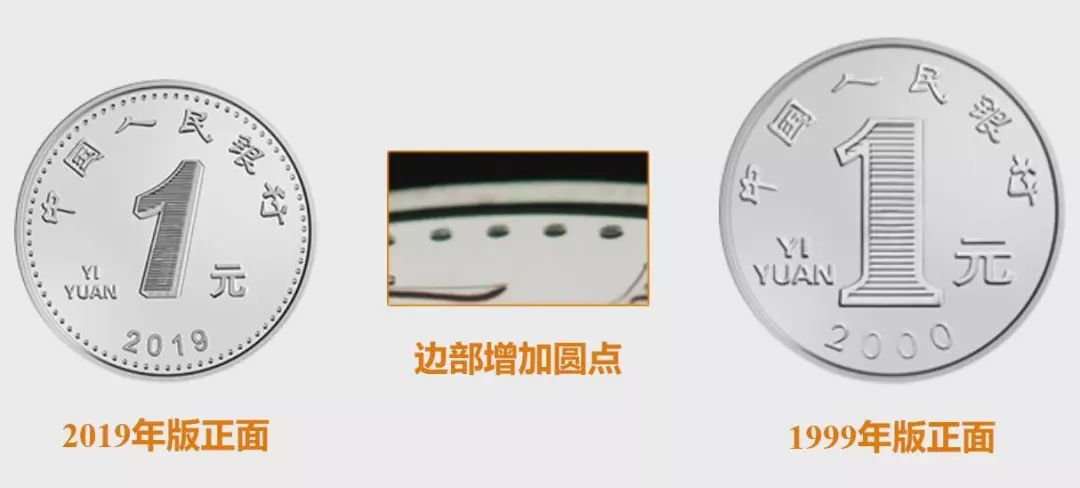 中国人民银行
1
YI
YUAN
元
2019
2019年版正面
边部增加圆点
中国人民银行
1
YI
YUAN
元
2000
1999年版正面